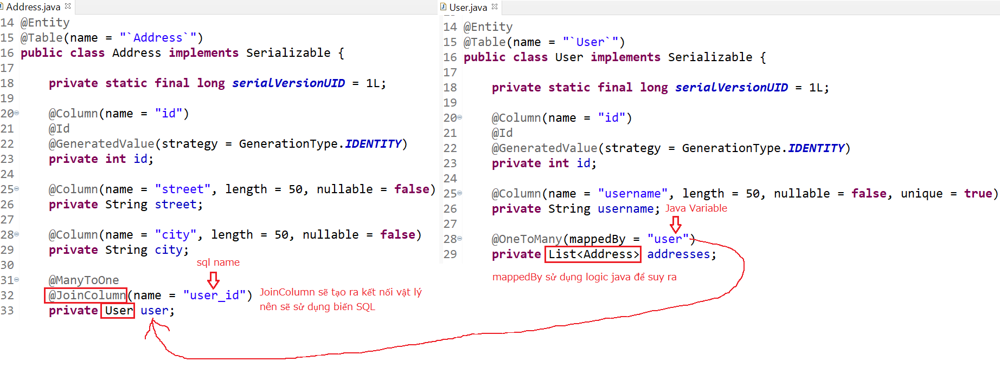 Address.java
14 @Entity
15 @Table(name = "`Address`")
16 public class Address implements Serializable {
17
18 private static final long serialVersionUID = 1L;
19
20 @Column(name = "id")
21 @Id
22 @GeneratedValue(strategy = GenerationType.IDENTITY)
23 private int id;
24
25 @Column(name = "street", length = 50, nullable = false)
26 private String street;
27
28 @Column(name = "city", length = 50, nullable = false)
29 private String city;
30
sql name
31 @ManyToOne
32 @JoinColumn(name = "user_id")
33 private User user;
JoinColumn sẽ tạo ra kết nối vật lý
nên sẽ sử dụng biến SQL
User.java
14 @Entity
15 @Table(name = "`User`")
16 public class User implements Serializable {
17
18 private static final long serialVersionUID = 1L;
19
20 @Column(name = "id")
21 @Id
22 @GeneratedValue(strategy = GenerationType.IDENTITY)
23 private int id;
24
25 @Column(name = "username", length = 50, nullable = false, unique = true)
26 private String username; Java Variable
27
28 @OneToMany(mappedBy = "user")
29 private List<Address> addresses;
mappedBy sử dụng logic java để suy ra